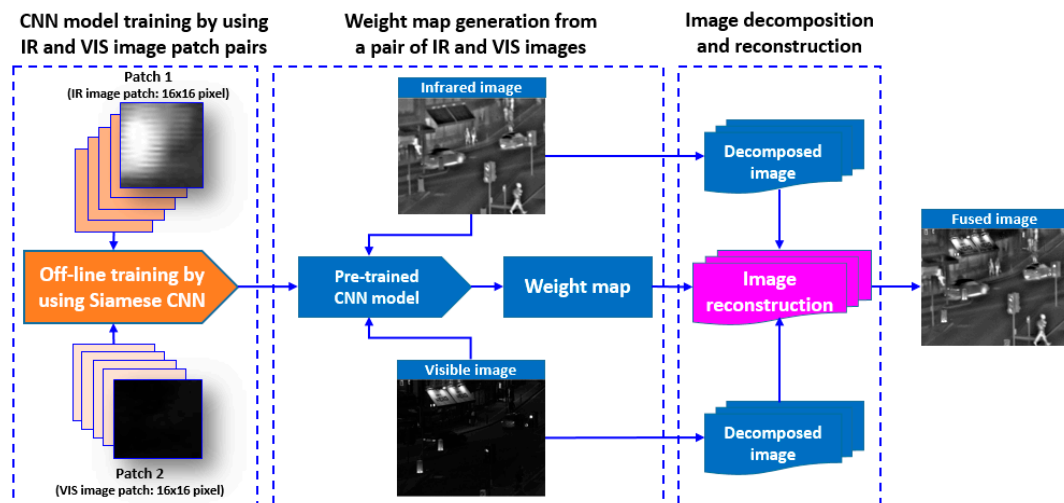 CNN model training by using
IR and VIS image patch pairs
Patch 1
(IR image patch: 16x16 pixel)
Off-line training by
using Siamese CNN
Patch 2
(VIS image patch: 16x16 pixel)
Weight map generation from
a pair of IR and VIS images
Infrared image
Pre-trained
CNN model
Weight map
Visible image
Image decomposition
and reconstruction
Decomposed
image
Image
reconstruction
Decomposed
image
Fused image